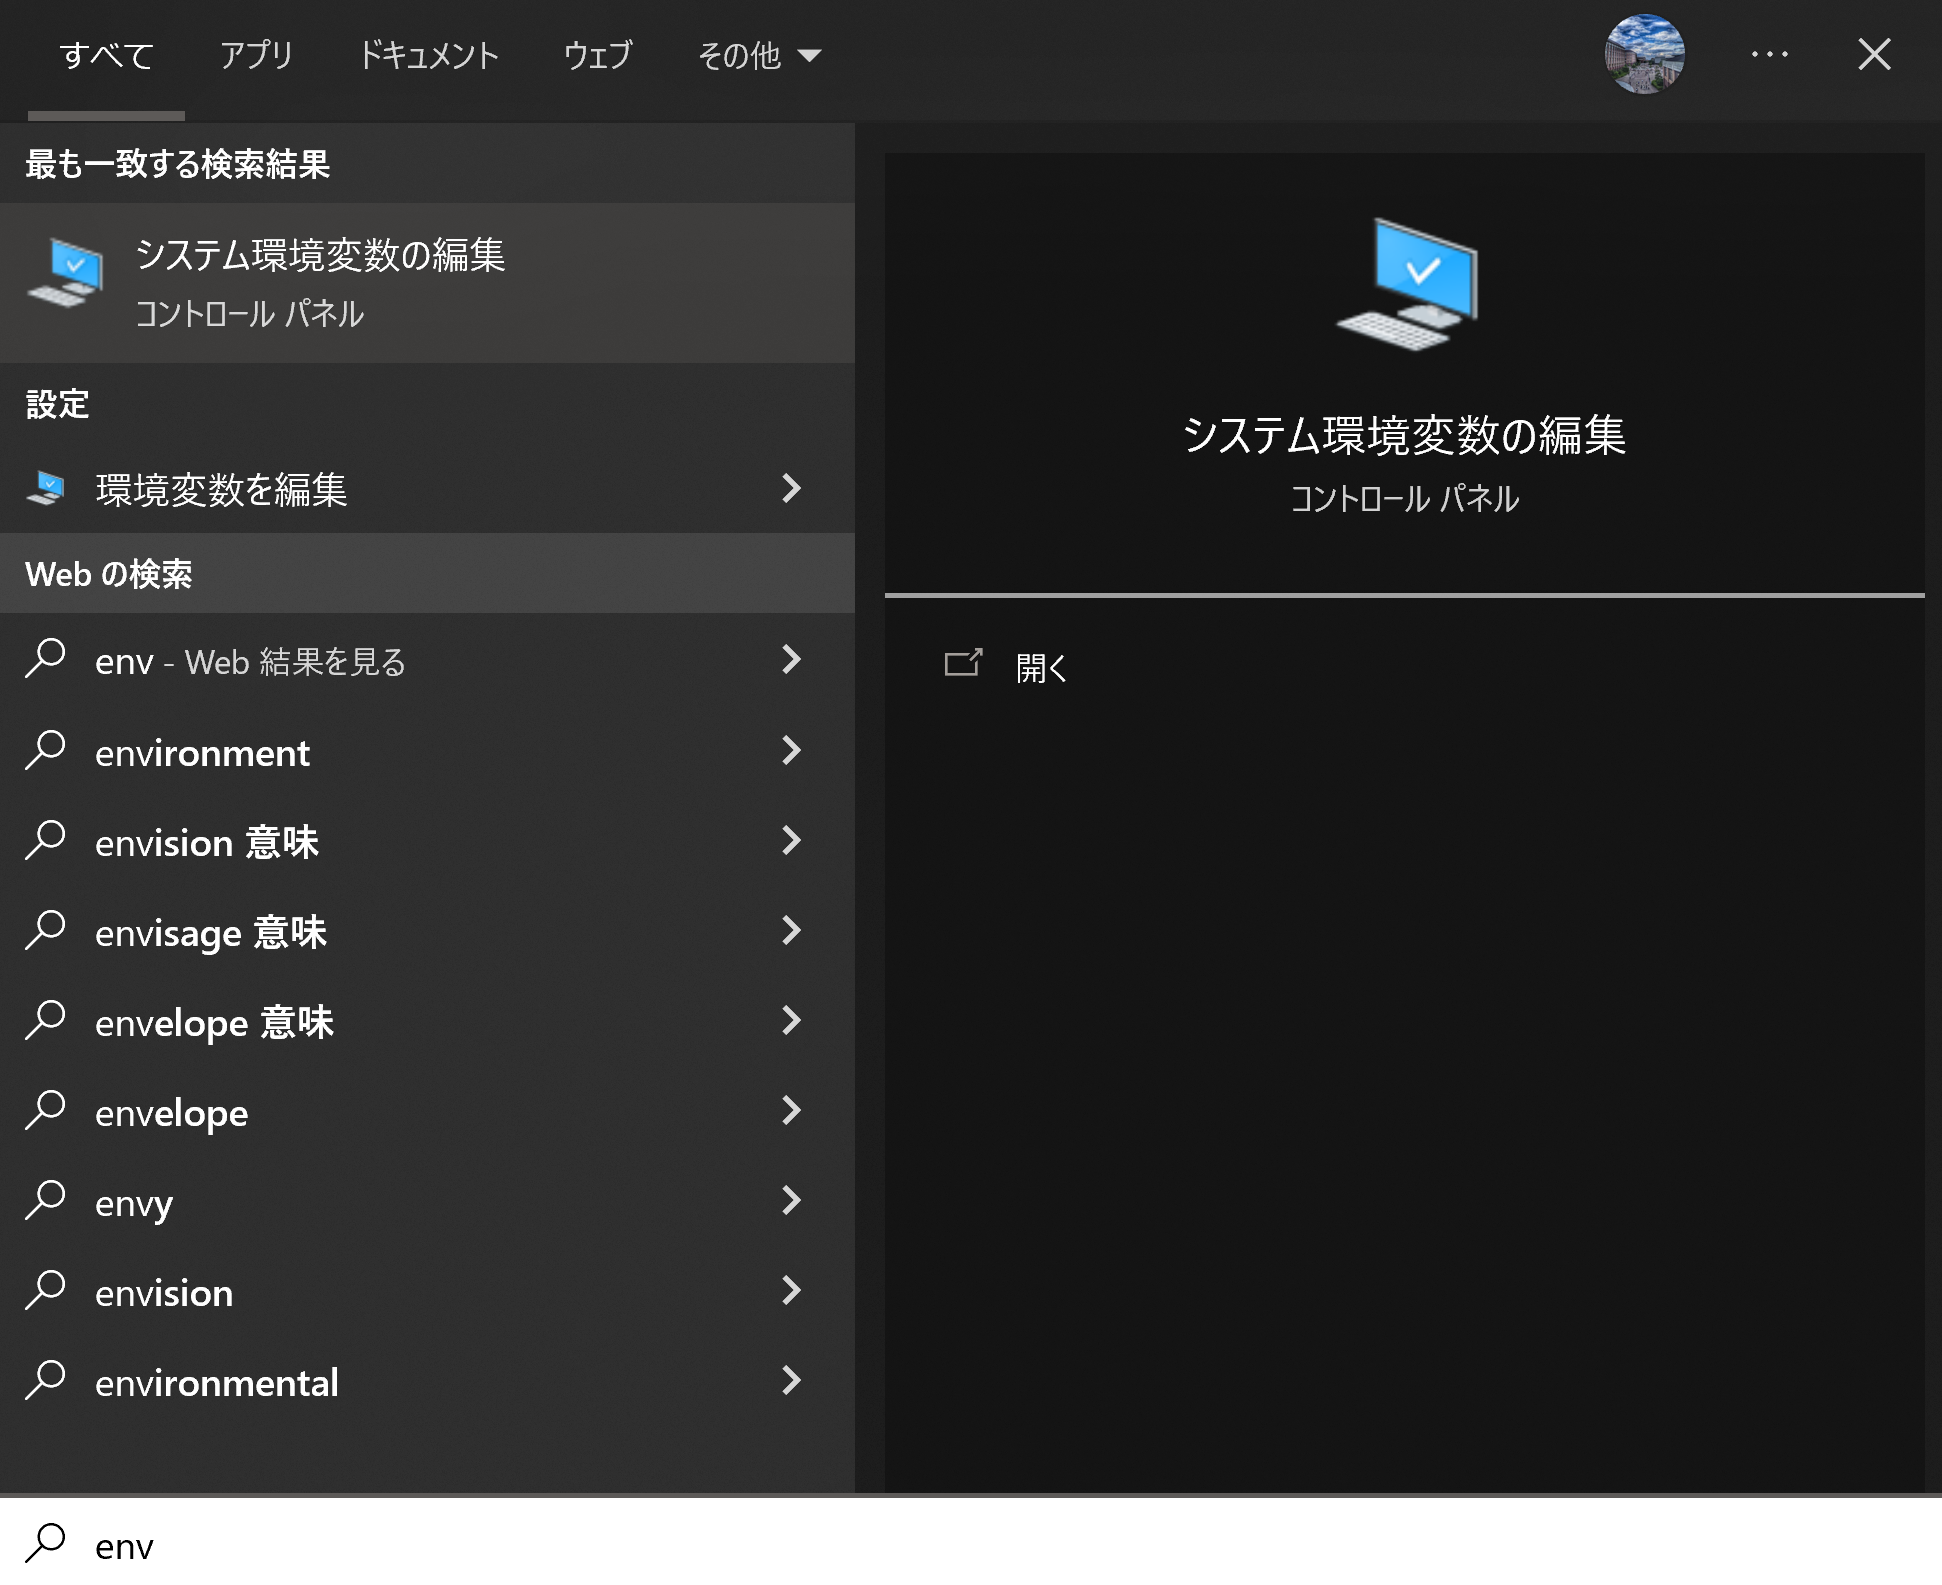 すべて アプリ ドキュメント ウェブ その他
最も一致する検索結果
システム環境変数の編集
コントロール パネル
設定
環境変数を編集
Web の検索
env - Web 結果を見る
environment
envision 意味
envisage 意味
envelope 意味
envelope
envy
envision
environmental
システム環境変数の編集
コントロール パネル
開く
env